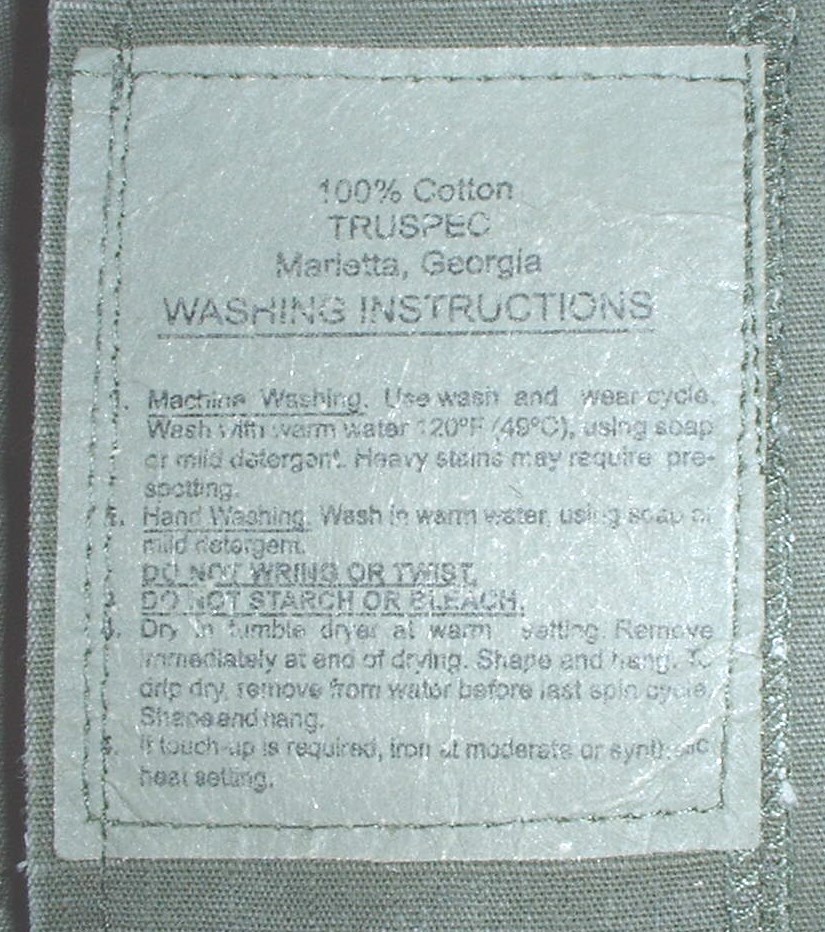 100% Cotton
TRUSPEC
Marietta, Georgia
WASHING INSTRUCTIONS
1. Machine Washing. Use wash and wear cycle.
Wash with warm water 120°F (49°C), using soap
or mild detergent. Heavy stains may require pre-
spotting.
Hand Washing. Wash in warm water, using soap or
mild detergent.
DO NOT WRING OR TWIST.
DO NOT STARCH OR BLEACH.
Dry in tumble dryer at warm setting. Remove
immediately at end of drying. Shape and hang. To
drip dry, remove from water before last spin cycle.
Shape and hang.
If touch-up is required, iron at moderate or synthetic
heat setting.